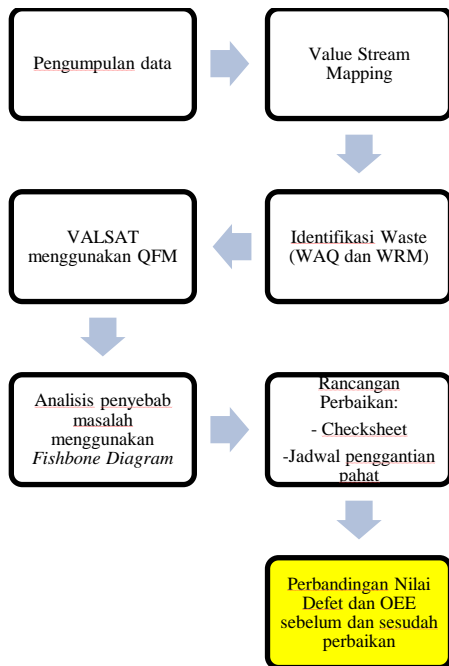 Pengumpulan data
Value Stream
Mapping
Identifikasi Waste
(WAQ dan WRM)
VALSAT
menggunakan QFM
Analisis penyebab
masalah
menggunakan
Fishbone Diagram
Rancangan
Perbaikan:
- Checksheet
-Jadwal penggantian
pahat
Perbandingan Nilai
Defet dan OEE
sebelum dan sesudah
perbaikan